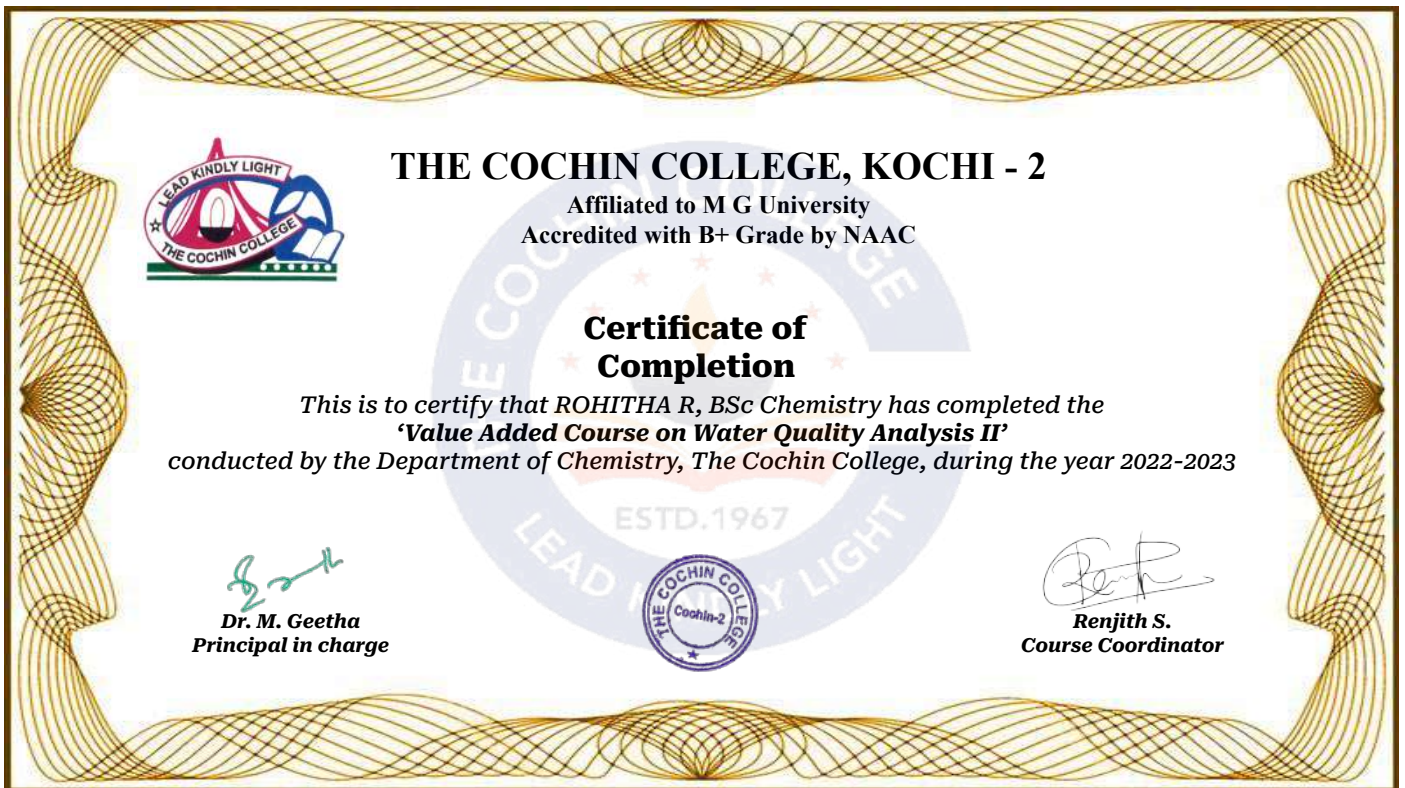 LEAD KINDLY LIGHT
THE COCHIN COLLEGE
THE COCHIN COLLEGE, KOCHI - 2
Affiliated to M G University
Accredited with B+ Grade by NAAC
THE COCHIN COLLEGE
Certificate of
Completion
This is to certify that ROHITHA R, BSc Chemistry has completed the
‘Value Added Course on Water Quality Analysis II’
conducted by the Department of Chemistry, The Cochin College, during the year 2022-2023
ESTD.1967
LEAD KINDLY LIGHT
Dr. M. Geetha
Principal in charge
THE COCHIN COLLEGE
Cochin-2
Renjith S.
Course Coordinator